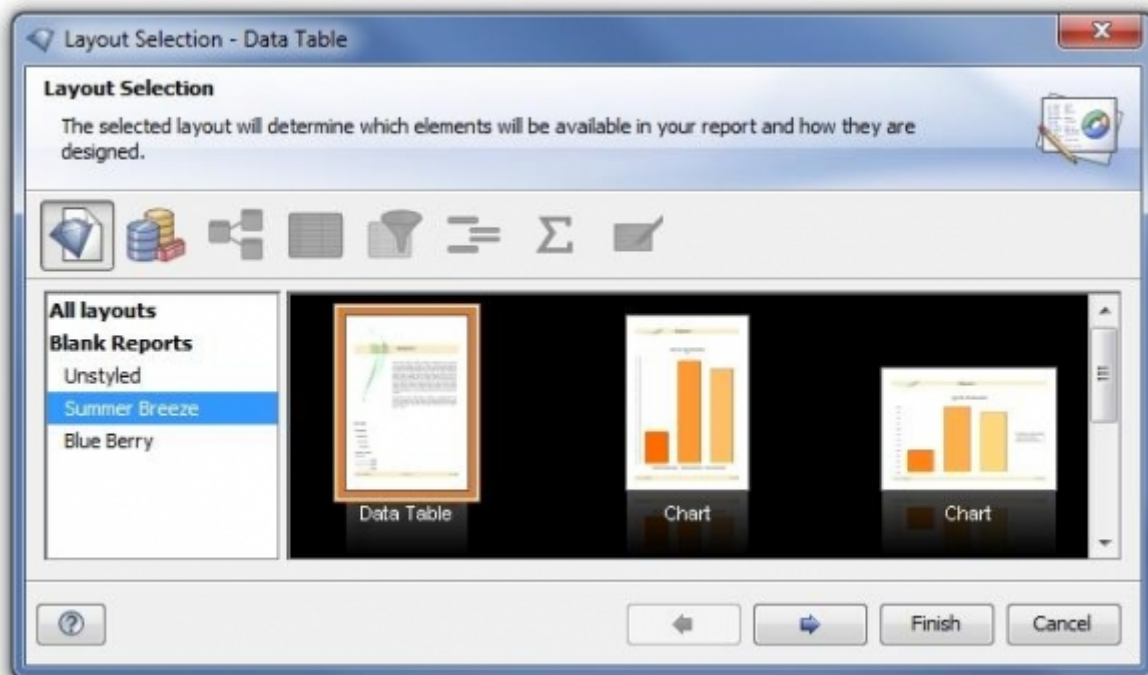 Layout Selection - Data Table
Layout Selection
The selected layout will determine which elements will be available in your report and how they are
designed.
All layouts
Blank Reports
Unstyled
Summer Breeze
Blue Berry
Data Table
Chart
Chart
Finish
Cancel